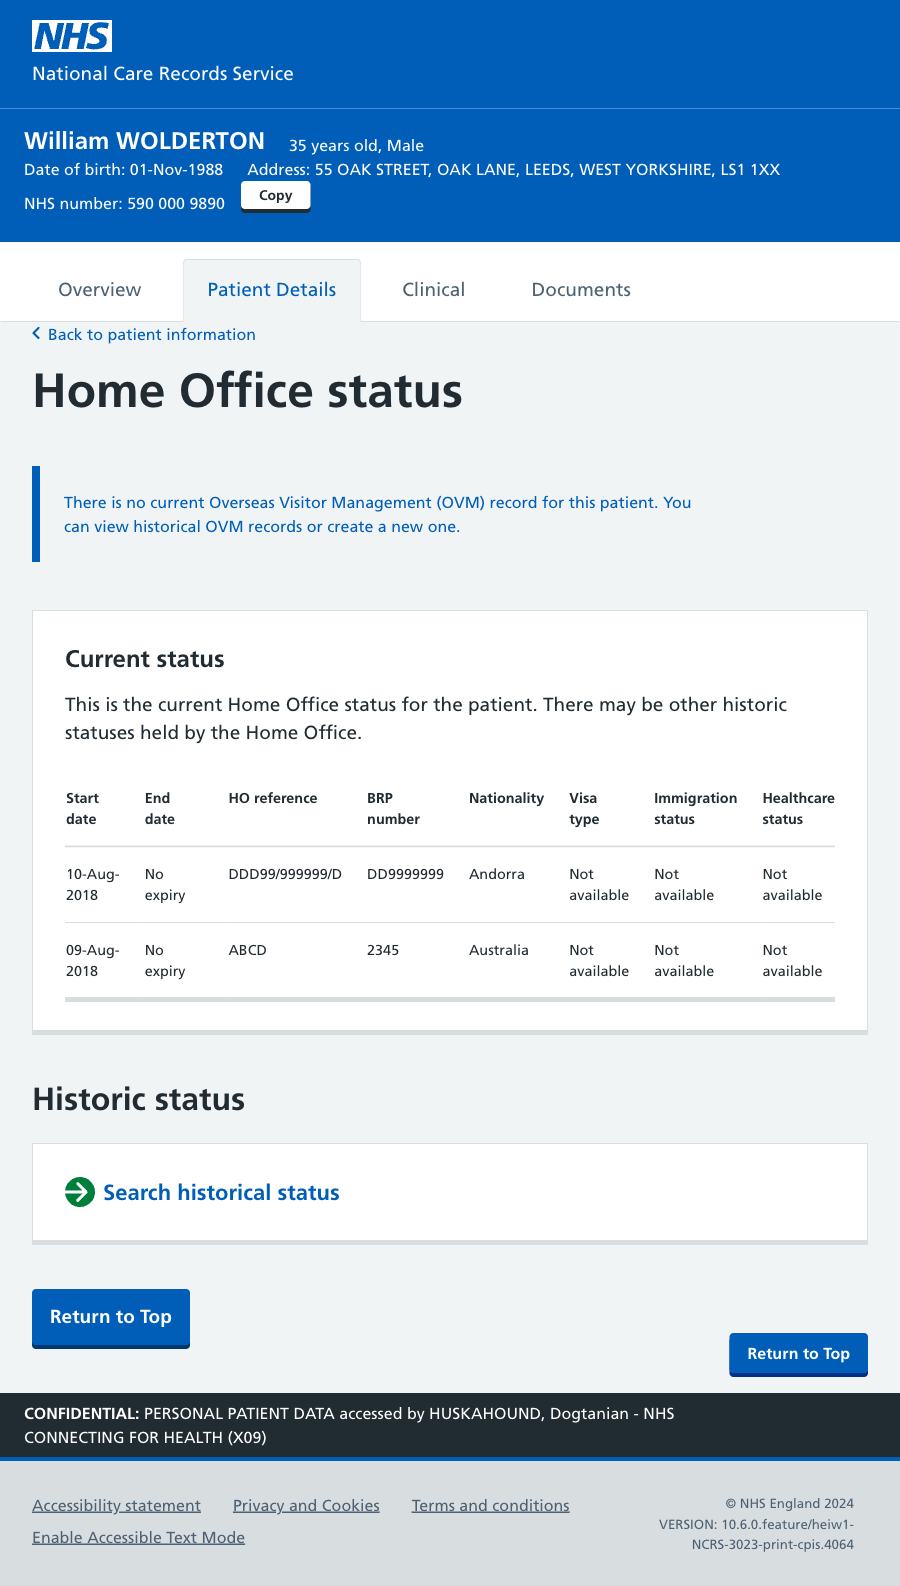 NHS
National Care Records Service
William WOLDERTON 35 years old, Male
Date of birth: 01-Nov-1988 Address: 55 OAK STREET, OAK LANE, LEEDS, WEST YORKSHIRE, LS1 1XX
NHS number: 590 000 9890 Copy
Overview Patient Details Clinical Documents
Back to patient information
Home Office status
There is no current Overseas Visitor Management (OVM) record for this patient. You
can view historical OVM records or create a new one.
Current status
This is the current Home Office status for the patient. There may be other historic
statuses held by the Home Office.
Start End HO reference BRP Nationality Visa Immigration Healthcare
date date number type status status
10-Aug- No DDD99/999999/D DD9999999 Andorra Not Not Not
2018 expiry available available available
09-Aug- No ABCD 2345 Australia Not Not Not
2018 expiry available available available
Historic status
Search historical status
Return to Top
Return to Top
CONFIDENTIAL: PERSONAL PATIENT DATA accessed by HUSKAHOUND, Dogtanian - NHS
CONNECTING FOR HEALTH (X09)
Accessibility statement Privacy and Cookies Terms and conditions
Enable Accessible Text Mode
© NHS England 2024
VERSION: 10.6.0.feature/heiw1-
NCRS-3023-print-cpis.4064